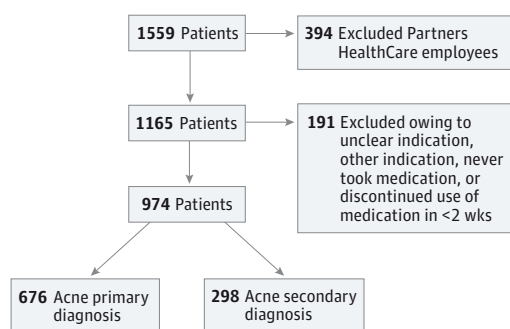 1559 Patients
394 Excluded Partners
HealthCare employees
1165 Patients
191 Excluded owing to
unclear indication,
other indication, never
took medication, or
discontinued use of
medication in <2 wks
974 Patients
676 Acne primary
diagnosis
298 Acne secondary
diagnosis